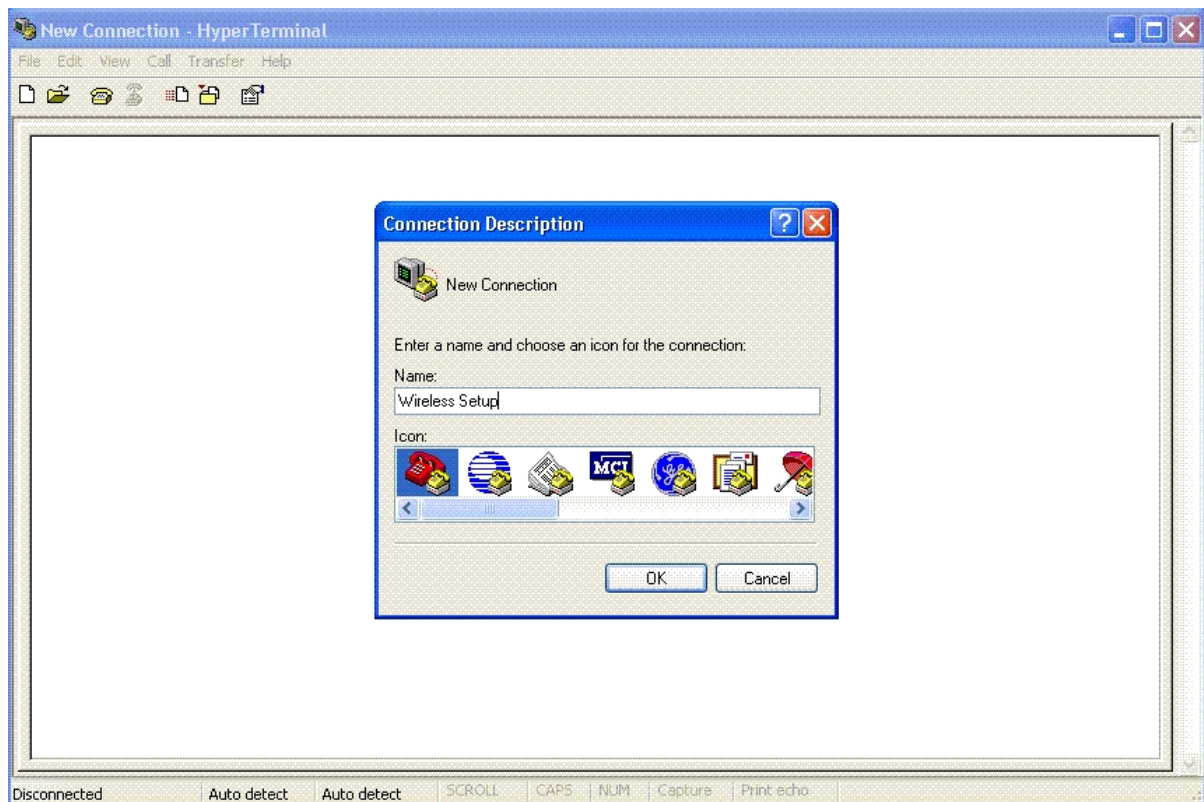 New Connection - HyperTerminal
File Edit View Call Transfer Help
Connection Description
New Connection
Enter a name and choose an icon for the connection:
Name:
Wireless Setup
Icon:
MCI
OK Cancel
Disconnected Auto detect Auto detect SCROLL CAPS NUM Capture Print echo